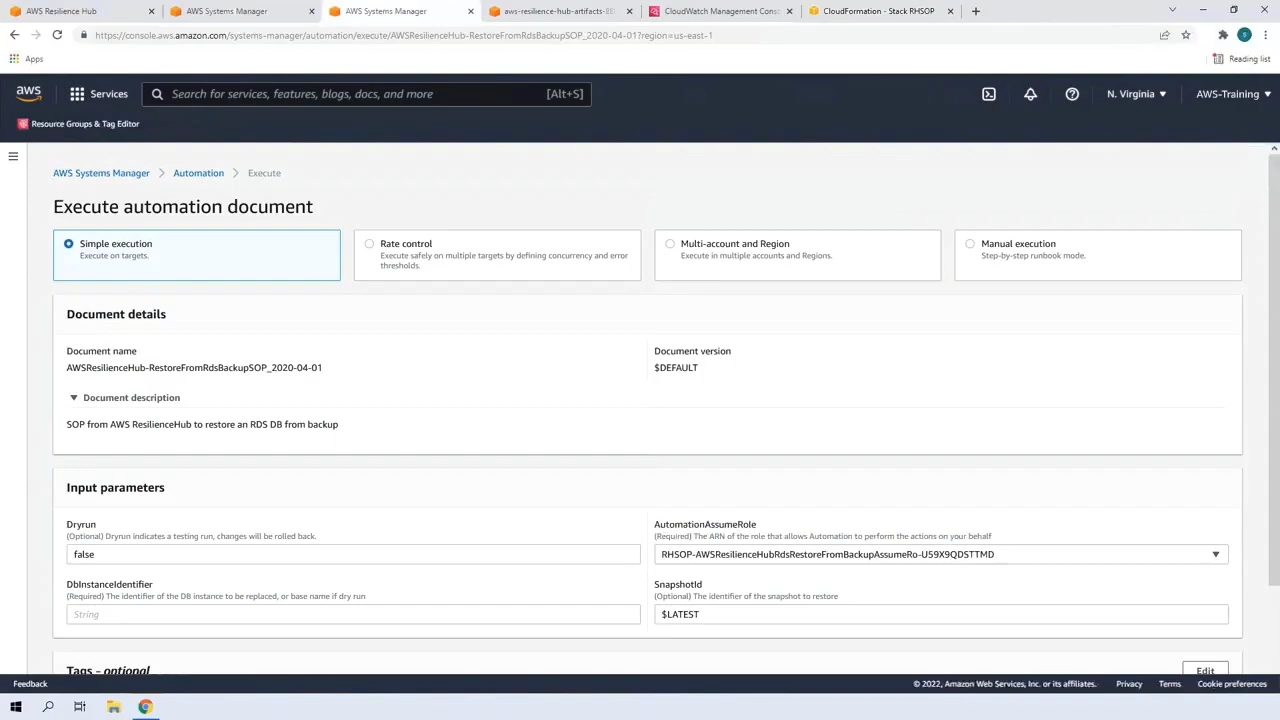 AWS Resilience Hub
AWS Systems Manager
AWS Systems Manager
aws-resilience-hub-artifacts-88
CloudWatch Management Cons
CloudFormation - Stack RHSOP
https://console.aws.amazon.com/systems-manager/automation/execute/AWSResilienceHub-RestoreFromRdsBackupSOP_2020-04-01?region=us-east-1
Apps
Reading list
aws
Services
Search for services, features, blogs, docs, and more
[Alt+S]
N. Virginia
AWS-Training
Resource Groups & Tag Editor
AWS Systems Manager
Automation
Execute
Execute automation document
Simple execution
Execute on targets.
Rate control
Execute safely on multiple targets by defining concurrency and error
thresholds.
Multi-account and Region
Execute in multiple accounts and Regions.
Manual execution
Step-by-step runbook mode.
Document details
Document name
AWSResilienceHub-RestoreFromRdsBackupSOP_2020-04-01
Document version
$DEFAULT
Document description
SOP from AWS ResilienceHub to restore an RDS DB from backup
Input parameters
Dryrun
(Optional) Dryrun indicates a testing run, changes will be rolled back.
false
AutomationAssumeRole
(Required) The ARN of the role that allows Automation to perform the actions on your behalf
RHSOP-AWSResilienceHubRdsRestoreFromBackupAssumeRo-U59X9QDSTTMD
DbInstanceIdentifier
(Required) The identifier of the DB instance to be replaced, or base name if dry run
String
SnapshotId
(Optional) The identifier of the snapshot to restore
$LATEST
Tags - optional
Edit
Feedback
© 2022, Amazon Web Services, Inc. or its affiliates.
Privacy
Terms
Cookie preferences